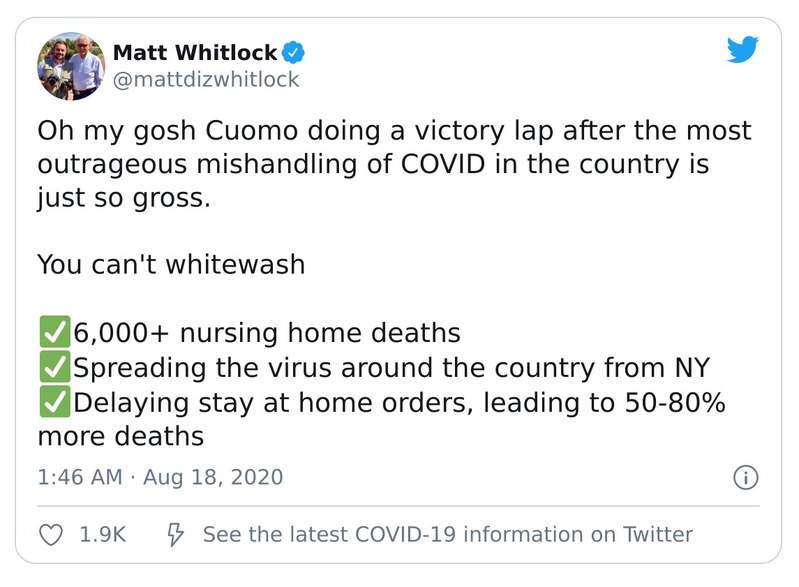 Matt Whitlock
@mattdizwhitlock
Oh my gosh Cuomo doing a victory lap after the most
outrageous mishandling of COVID in the country is
just so gross.
You can't whitewash
✅6,000+ nursing home deaths
✅Spreading the virus around the country from NY
✅Delaying stay at home orders, leading to 50-80%
more deaths
1:46 AM · Aug 18, 2020
1.9K See the latest COVID-19 information on Twitter